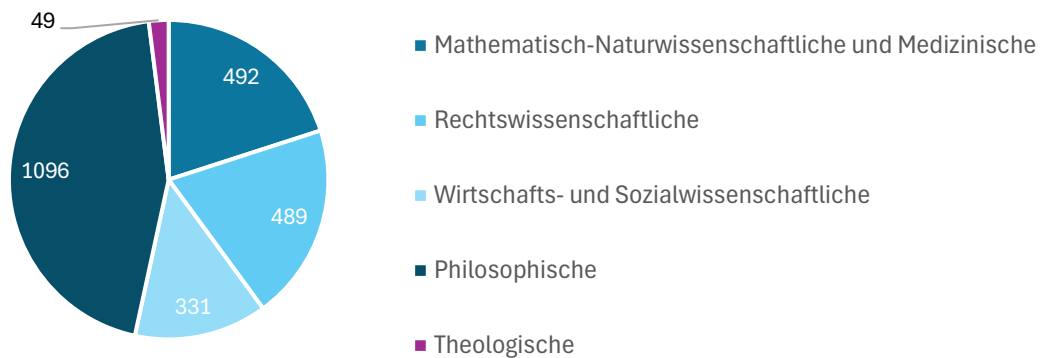 49
492
1096
489
331
Mathematisch-Naturwissenschaftliche und Medizinische
Rechtswissenschaftliche
Wirtschafts- und Sozialwissenschaftliche
Philosophische
Theologische